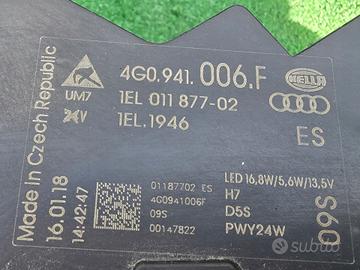 4G0.941.006.F
HELLA
UM7
1EL 011 877-02
1EL.1946
ES
Made in Czech Republic
16.01.18
14:42:47
01187702 ES
4G0941006F
09S
00147822
LED 16,8W/5,6W/13,5V
H7
D5S
PWY24W
09S
subito